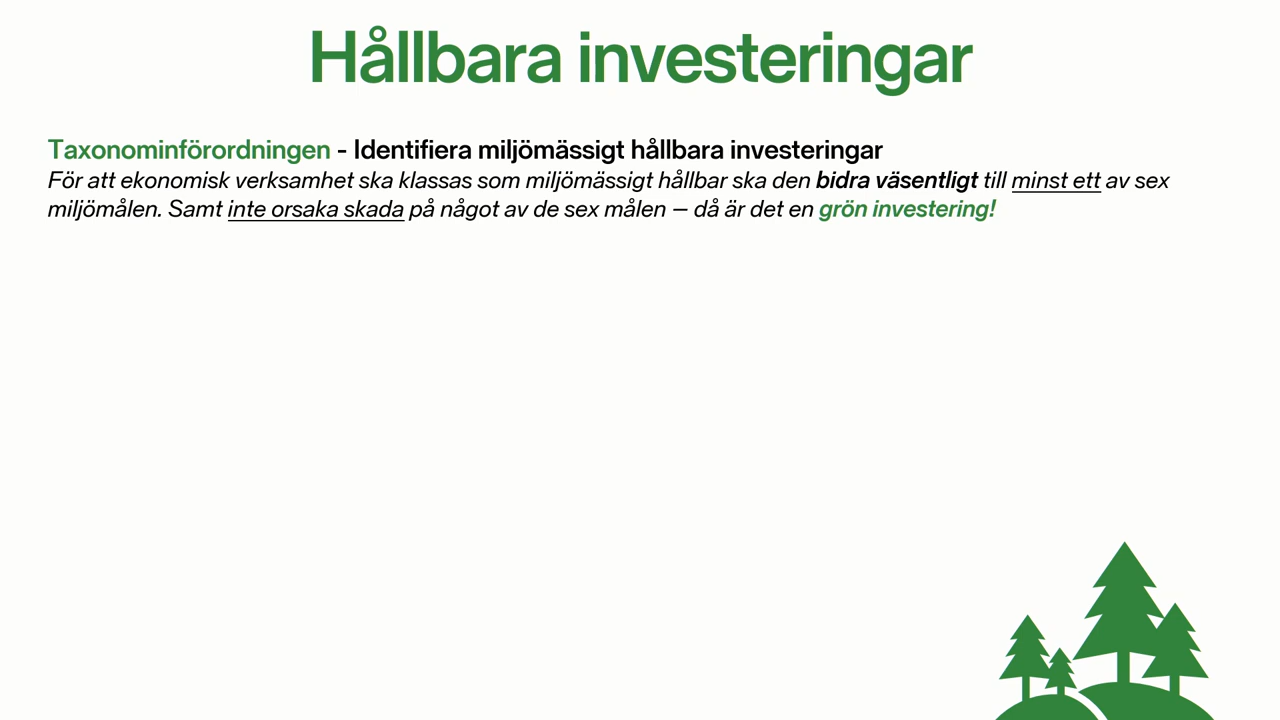 Hållbara investeringar
Taxonominförordningen - Identifiera miljömässigt hållbara investeringar
För att ekonomisk verksamhet ska klassas som miljömässigt hållbar ska den bidra väsentligt till minst ett av sex
miljömålen. Samt inte orsaka skada på något av de sex målen – då är det en grön investering!